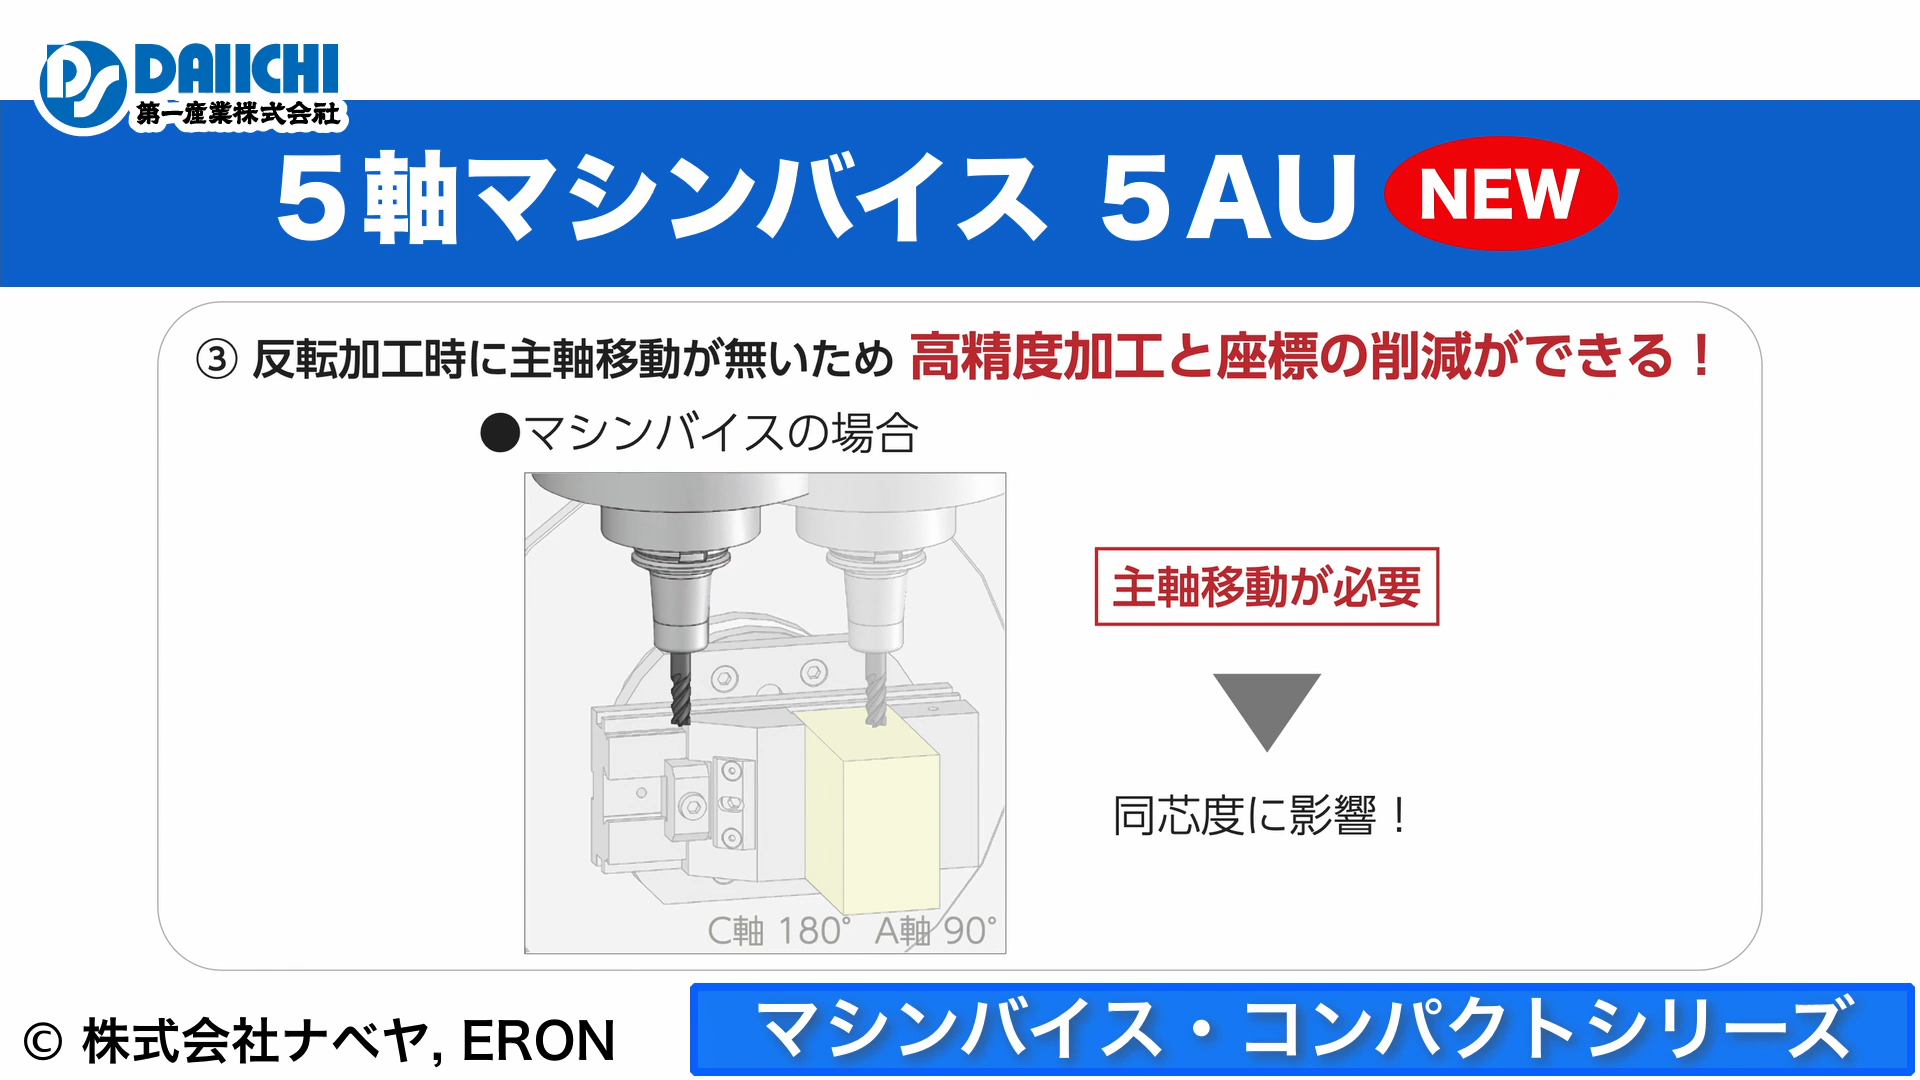 PS DAIICHI
第一産業株式会社
5軸マシンバイス 5AU NEW
③ 反転加工時に主軸移動が無いため 高精度加工と座標の削減ができる!
●マシンバイスの場合
主軸移動が必要
同芯度に影響!
C軸 180° A軸 90°
© 株式会社ナベヤ, ERON
マシンバイス・コンパクトシリーズ